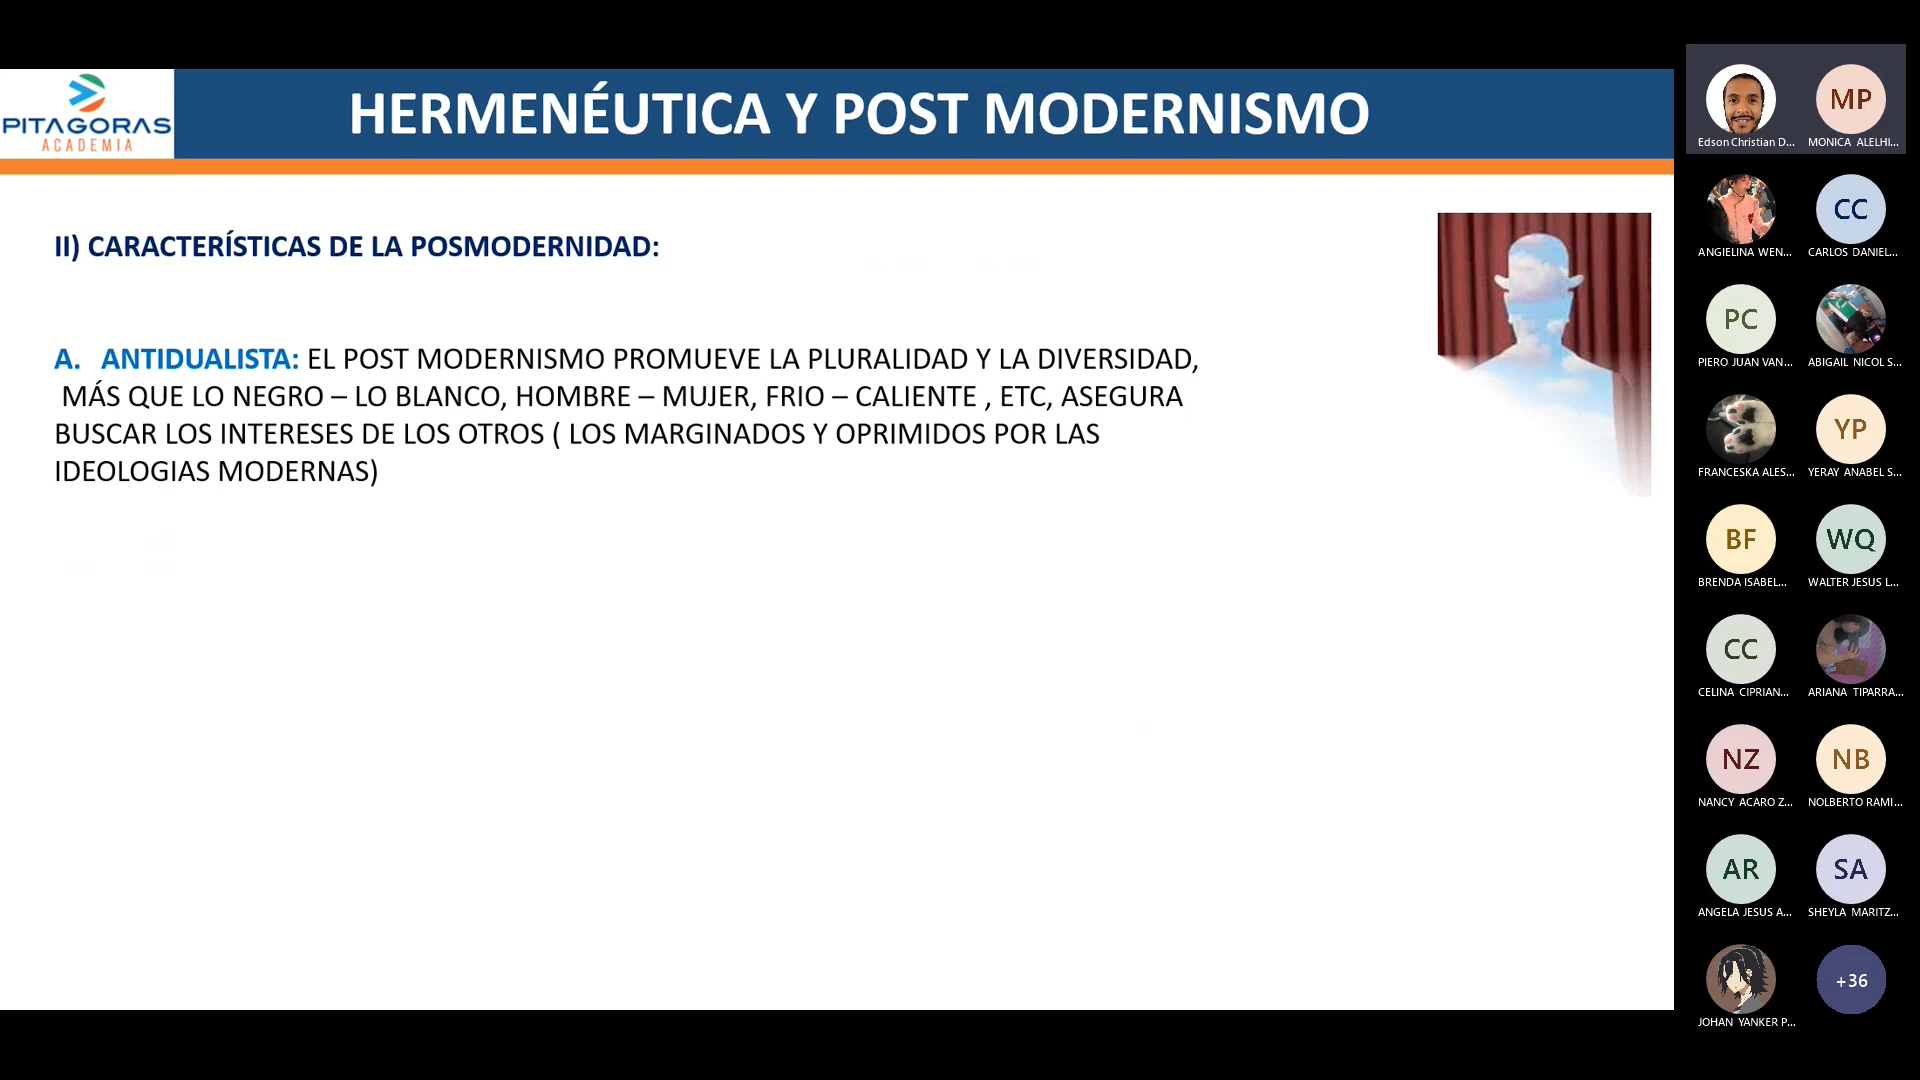 PITAGORAS
ACADEMIA
HERMENÉUTICA Y POST MODERNISMO
II) CARACTERÍSTICAS DE LA POSMODERNIDAD:
A. ANTIDUALISTA: EL POST MODERNISMO PROMUEVE LA PLURALIDAD Y LA DIVERSIDAD,
MÁS QUE LO NEGRO – LO BLANCO, HOMBRE – MUJER, FRIO – CALIENTE , ETC, ASEGURA
BUSCAR LOS INTERESES DE LOS OTROS ( LOS MARGINADOS Y OPRIMIDOS POR LAS
IDEOLOGIAS MODERNAS)
MP
Edson Christian D...
MONICA ALELHI...
CC
ANGIELINA WEN...
CARLOS DANIEL...
PC
PIERO JUAN VAN...
ABIGAIL NICOL S...
YP
FRANCESKA ALES...
YERAY ANABEL S...
BF
WQ
BRENDA ISABEL...
WALTER JESUS L...
CC
CELINA CIPRIAN...
ARIANA TIPARRA...
NZ
NB
NANCY ACARO Z...
NOLBERTO RAMI...
AR
SA
ANGELA JESUS A...
SHEYLA MARITZ...
+36
JOHAN YANKER P...